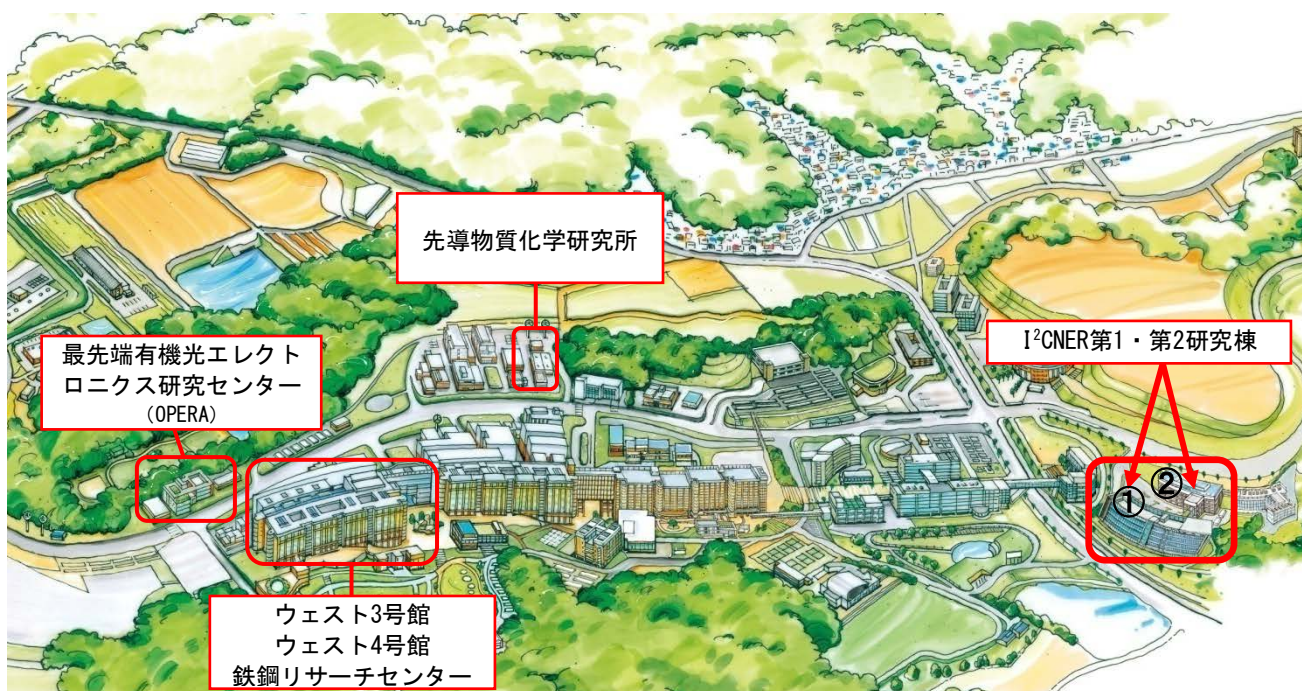 先導物質化学研究所
最先端有機光エレクト
ロニクス研究センター
(OPERA)
I²CNER第1・第2研究棟
①
②
ウェスト3号館
ウェスト4号館
鉄鋼リサーチセンター